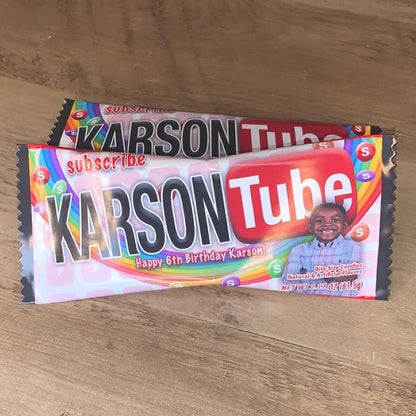 subscribe
KARSON Tube
subscribe
KARSON Tube
Happy 6th Birthday Karson!
Bite Size Candies
Natural & Artificial Flavors
NET WT 2.17 OZ (61.5g)
S
S
S
S
S
S